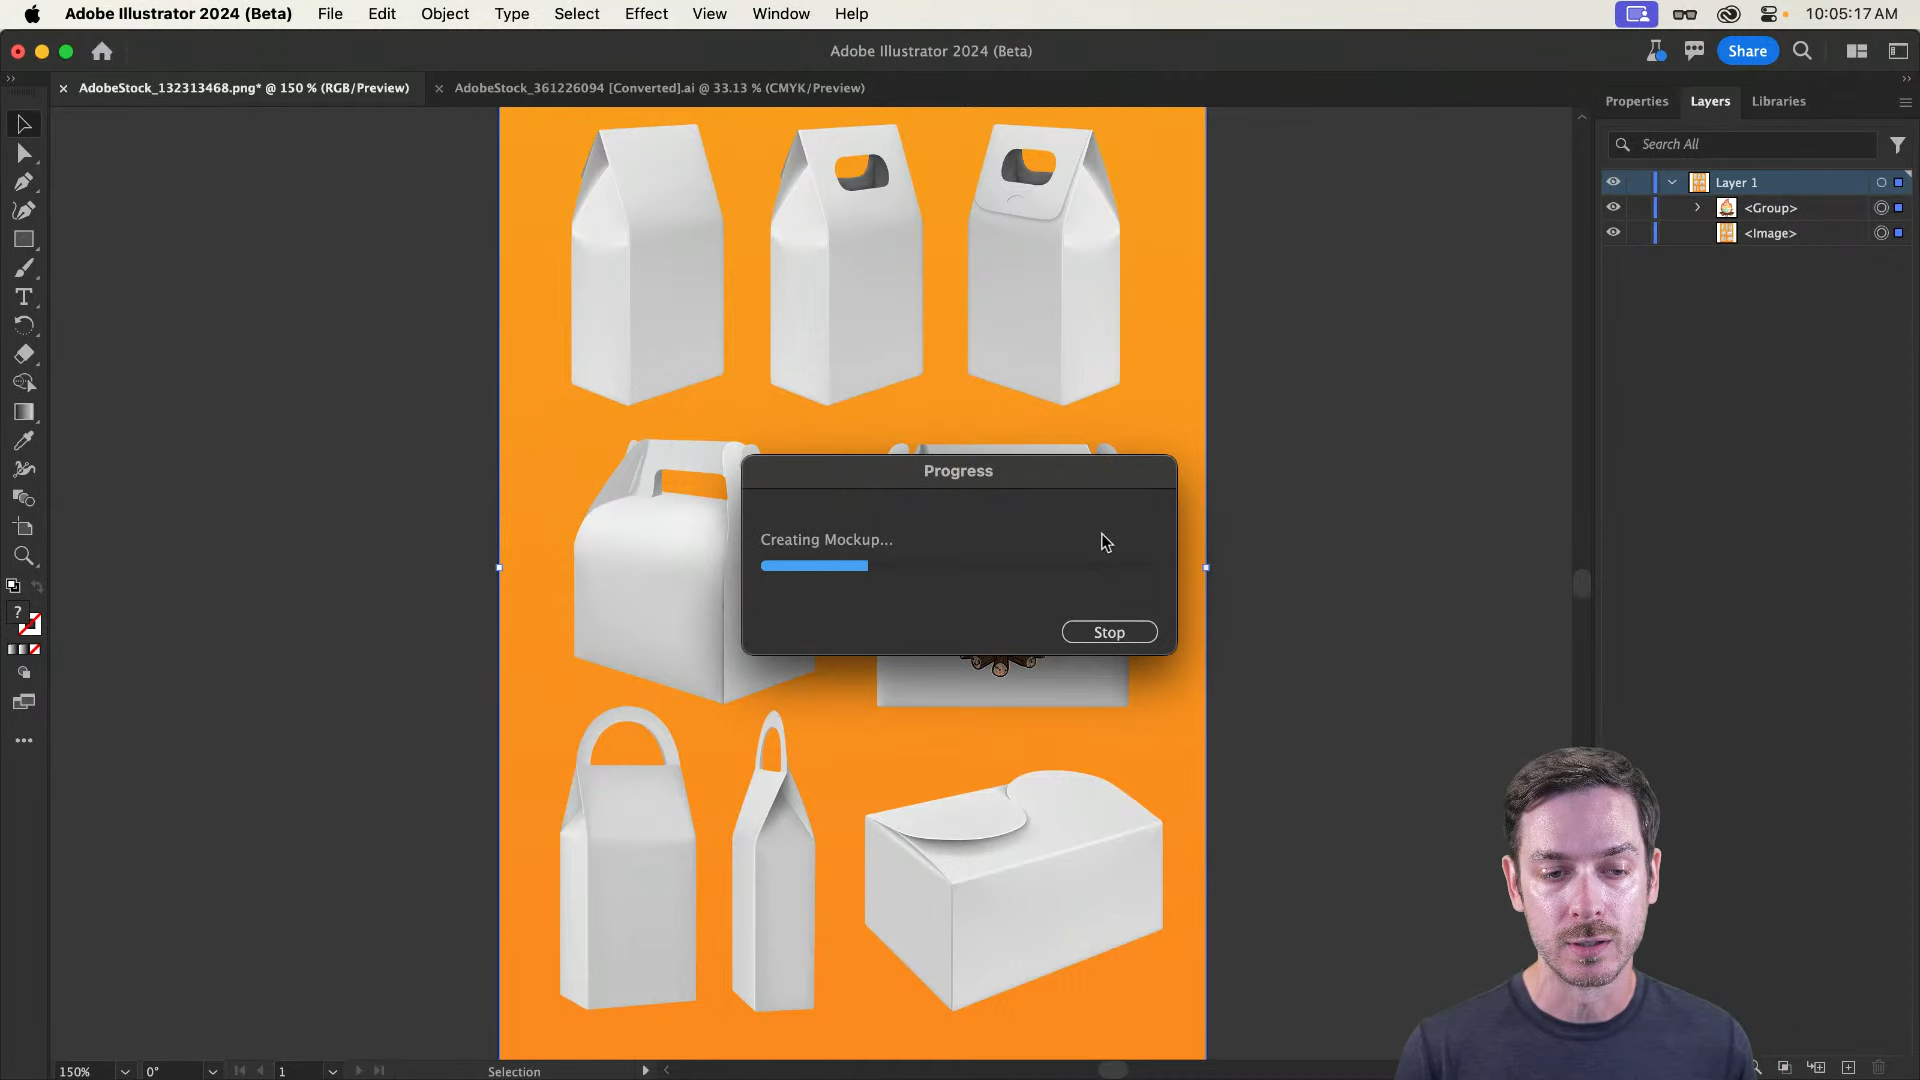 Adobe Illustrator 2024 (Beta) File Edit Object Type Select Effect View Window Help 10:05:17 AM
Adobe Illustrator 2024 (Beta) Share
AdobeStock_132313468.png* @ 150 % (RGB/Preview) AdobeStock_361226094 [Converted].ai @ 33.13 % (CMYK/Preview)
Properties Layers Libraries
Search All
Layer 1
<Group>
<Image>
Progress
Creating Mockup...
Stop
?
150% 0° 1 Selection